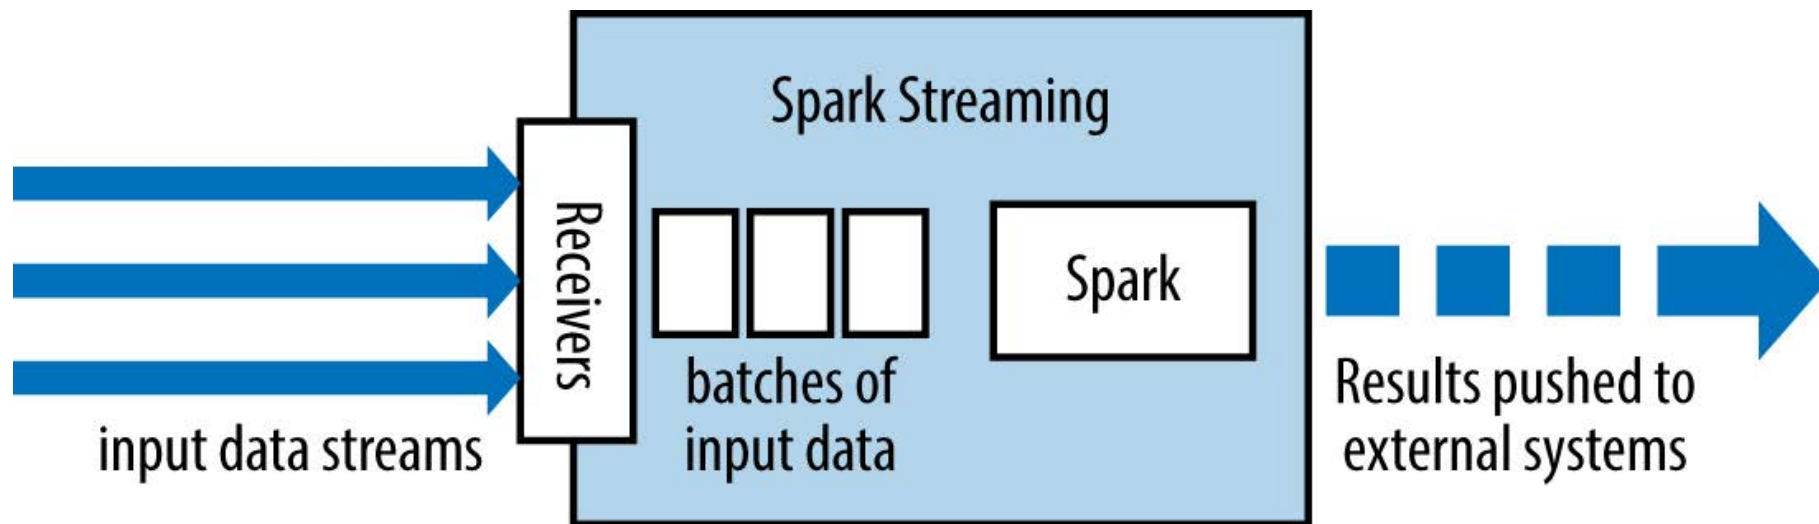 Spark Streaming
Receivers
Spark
batches of
input data
input data streams
Results pushed to
external systems